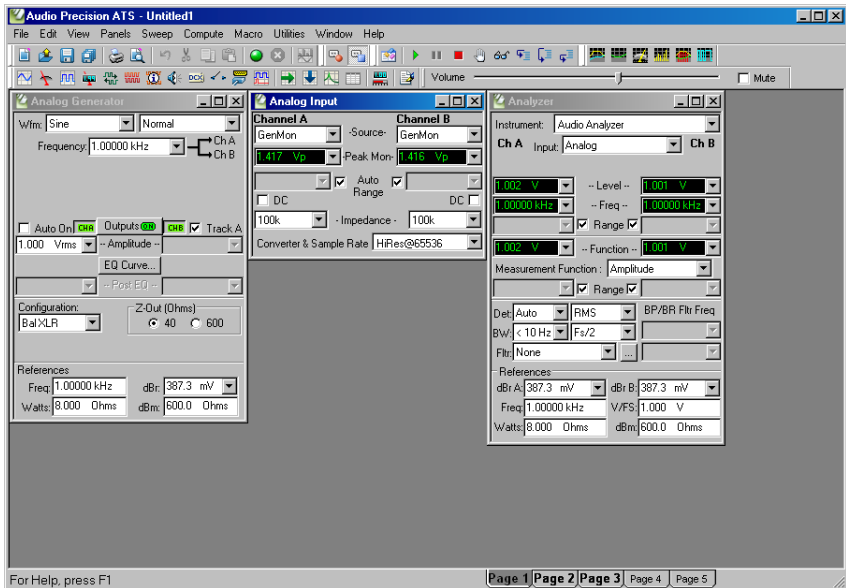 Audio Precision ATS - Untitled1
File Edit View Panels Sweep Compute Macro Utilities Window Help
Volume Mute
Analog Generator
Wfm: Sine Normal
Frequency: 1.00000 kHz Ch A
Ch B
Auto On CHA Outputs ON CHB Track A
1.000 Vrms -- Amplitude --
EQ Curve...
-- Post EQ --
Configuration:
Bal XLR
Z-Out (Ohms)
40 600
References
Freq: 1.00000 kHz dBr: 387.3 mV
Watts: 8.000 Ohms dBm: 600.0 Ohms
Analog Input
Channel A Channel B
GenMon -Source- GenMon
1.417 Vp -Peak Mon- 1.416 Vp
Auto
Range
DC DC
100k - Impedance - 100k
Converter & Sample Rate HiRes@65536
Analyzer
Instrument: Audio Analyzer
Ch A Input: Analog Ch B
1.002 V -- Level -- 1.001 V
1.00000 kHz -- Freq -- 1.00000 kHz
Range
1.002 V -- Function -- 1.001 V
Measurement Function : Amplitude
Range
Det: Auto RMS BP/BR Fltr Freq
BW: < 10 Hz Fs/2
Fltr: None ...
References
dBr A: 387.3 mV dBr B: 387.3 mV
Freq: 1.00000 kHz V/FS: 1.000 V
Watts: 8.000 Ohms dBm: 600.0 Ohms
For Help, press F1
Page 1 Page 2 Page 3 Page 4 Page 5